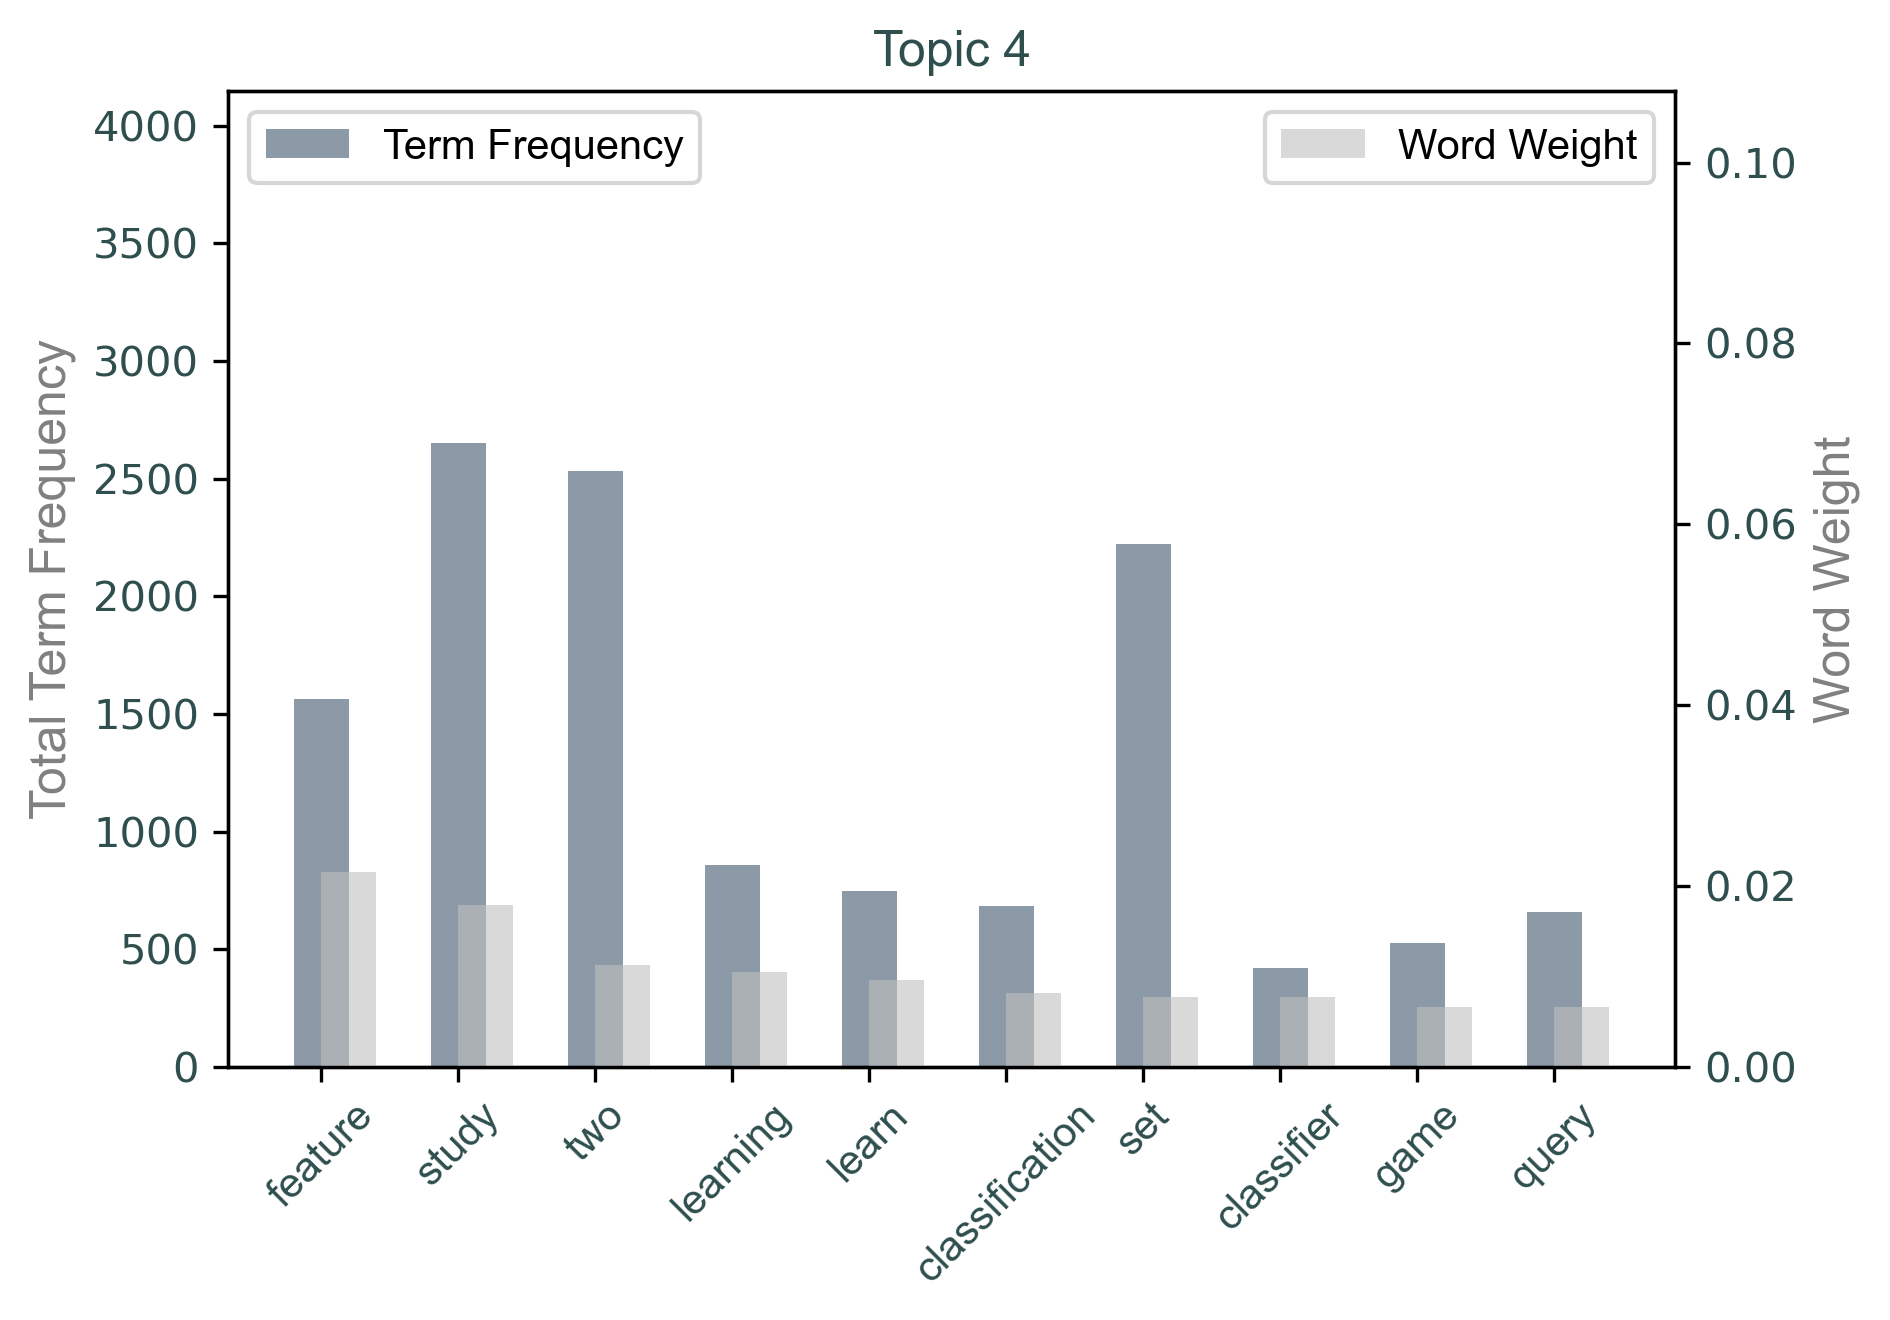 Topic 4
Term Frequency
Word Weight
Total Term Frequency
4000
3500
3000
2500
2000
1500
1000
500
0
0.10
0.08
0.06
0.04
0.02
0.00
Word Weight
feature
study
two
learning
learn
classification
set
classifier
game
query